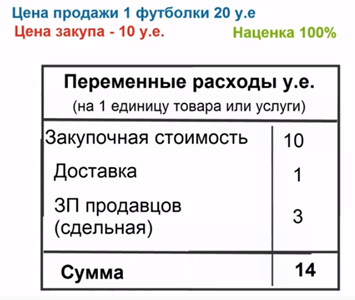 Цена продажи 1 футболки 20 у.е
Цена закупа - 10 у.е. Наценка 100%
Переменные расходы у.е.
(на 1 единицу товара или услуги)
Закупочная стоимость 10
Доставка 1
ЗП продавцов
(сдельная) 3
Сумма 14